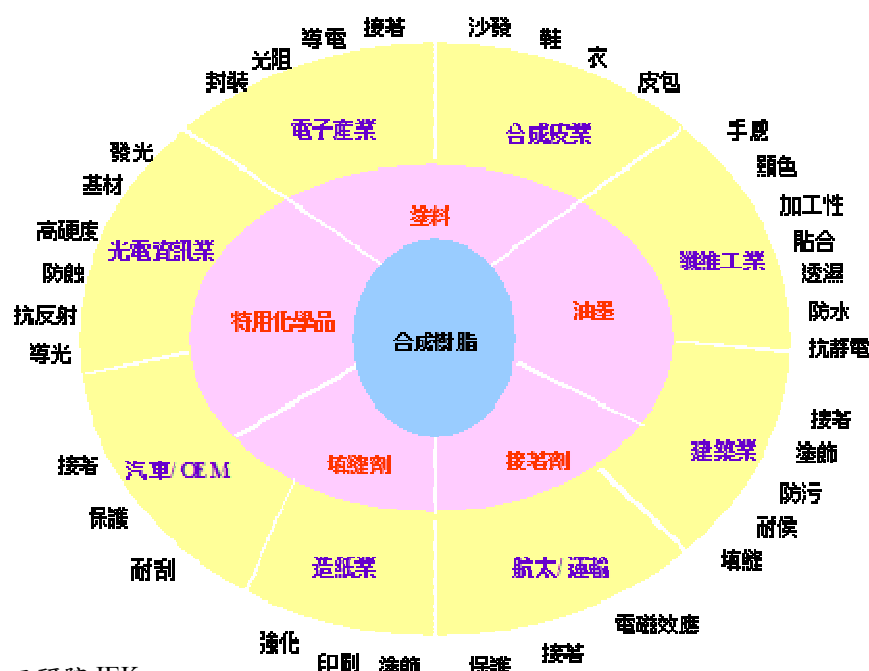 接著
導電
光阻
封裝
沙發
鞋
衣
皮包
電子產業
合成皮業
手感
顏色
加工性
貼合
透濕
防水
抗靜電
發光
基材
高硬度
防蝕
抗反射
導光
光電資訊業
塗料
纖維工業
特用化學品
油墨
合成樹脂
接著
塗飾
防污
耐侯
填縫
建築業
填縫劑
接著劑
接著
保護
耐刮
汽車/OEM
造紙業
航太/運輸
強化
印刷
塗飾
保護
接著
電磁效應
IEK